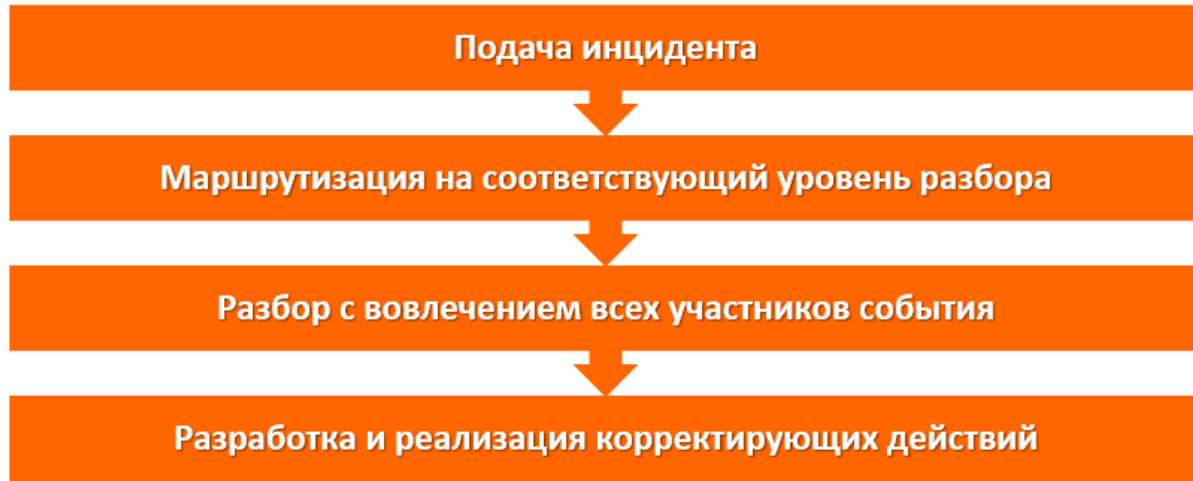 Подача инцидента
Маршрутизация на соответствующий уровень разбора
Разбор с вовлечением всех участников события
Разработка и реализация корректирующих действий